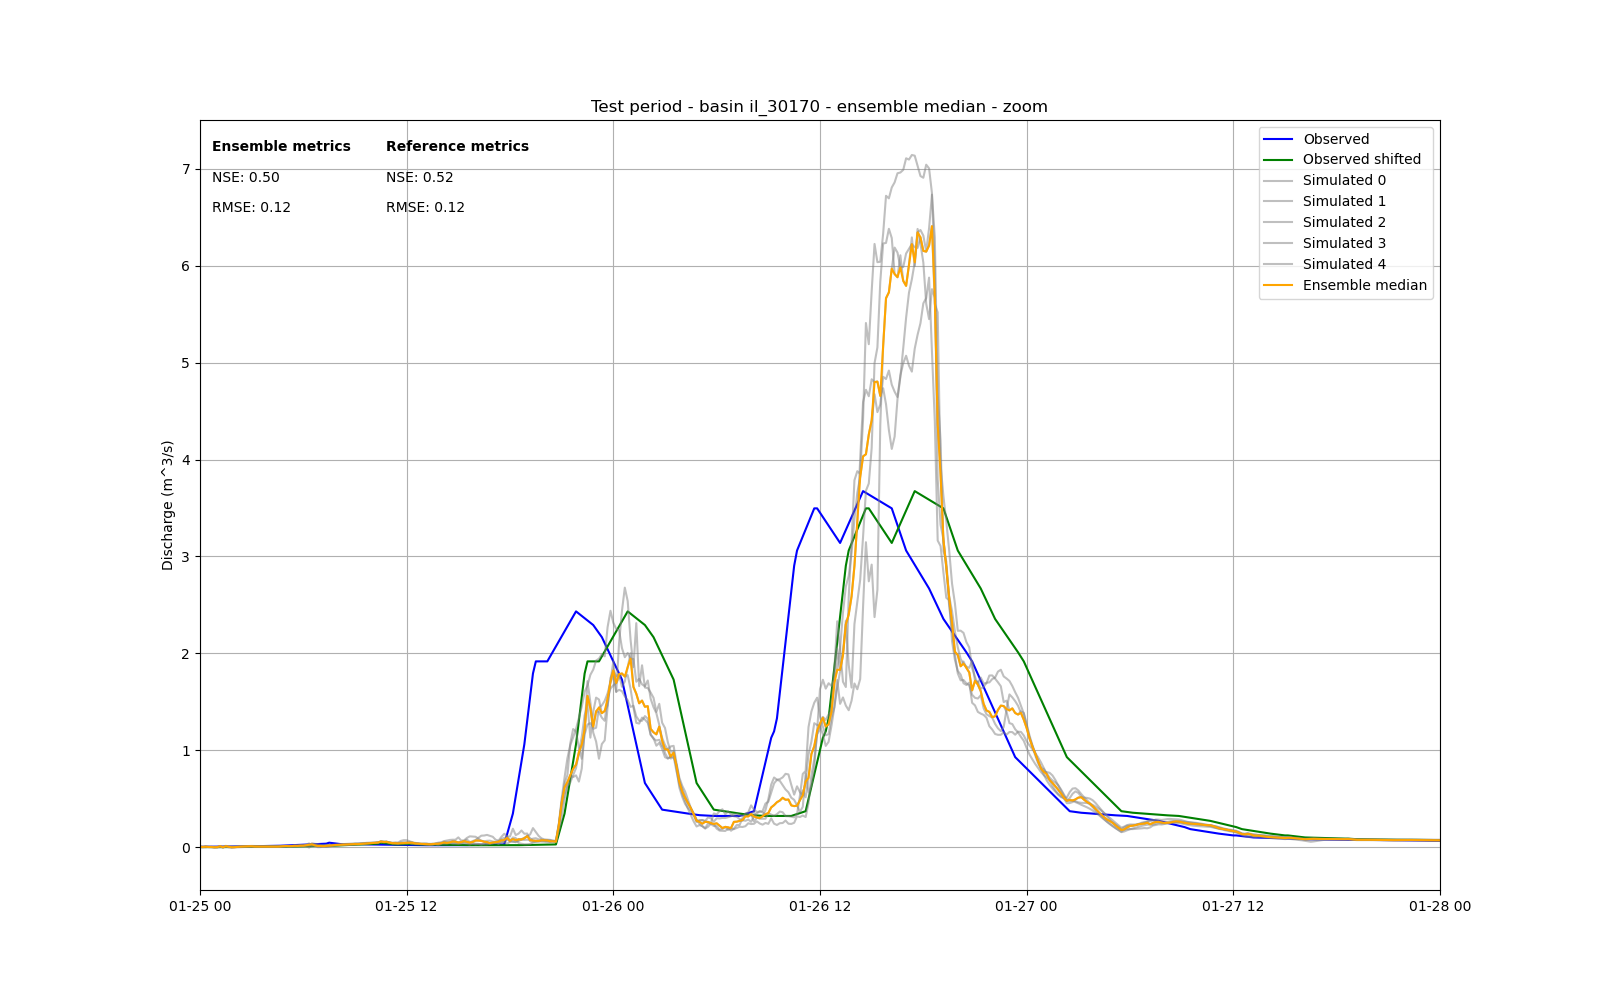 Test period - basin il_30170 - ensemble median - zoom
Ensemble metrics Reference metrics
NSE: 0.50 NSE: 0.52
RMSE: 0.12 RMSE: 0.12
Observed
Observed shifted
Simulated 0
Simulated 1
Simulated 2
Simulated 3
Simulated 4
Ensemble median
Discharge (m^3/s)
7
6
5
4
3
2
1
0
01-25 00 01-25 12 01-26 00 01-26 12 01-27 00 01-27 12 01-28 00